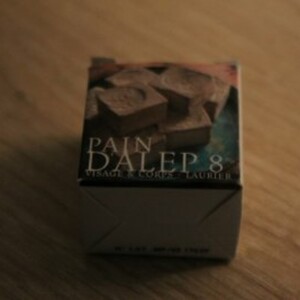 PAIN
D'ALEP 8%
VISAGE & CORPS LAURIER